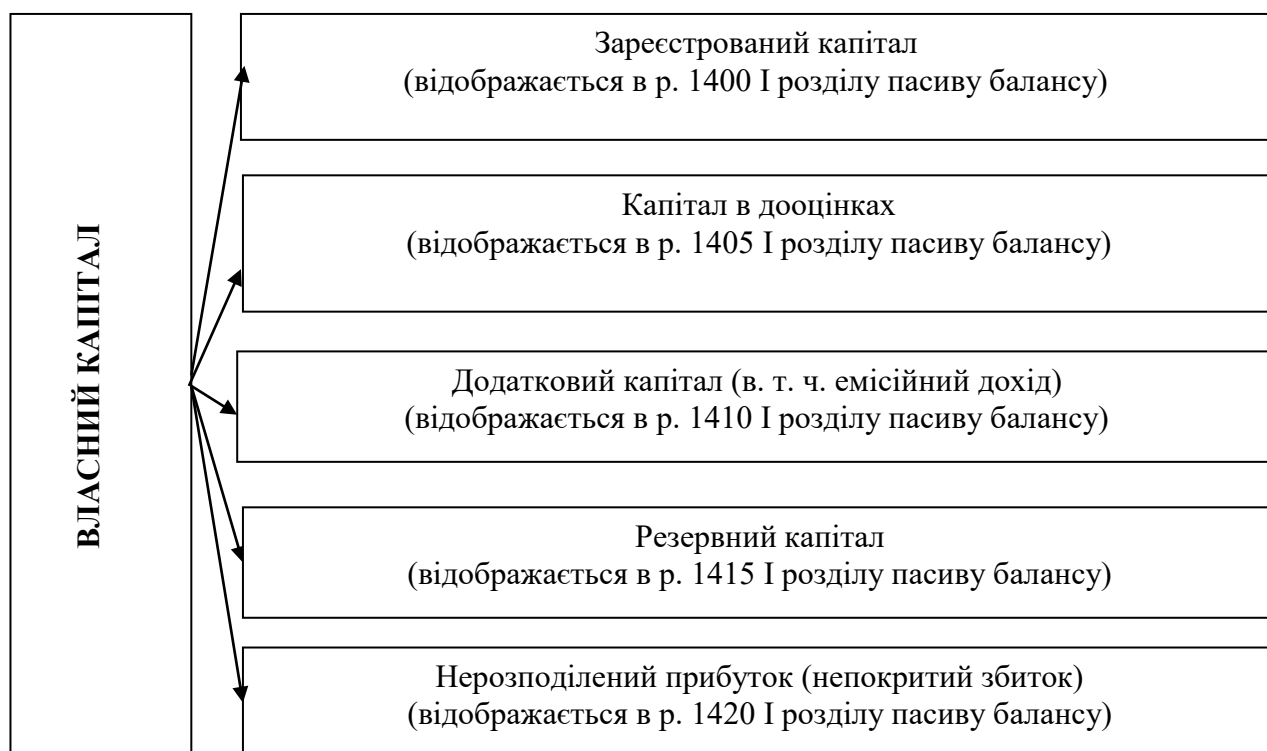 ВЛАСНИЙ КАПІТАЛ
Зареєстрований капітал
(відображається в р. 1400 І розділу пасиву балансу)
Капітал в дооцінках
(відображається в р. 1405 І розділу пасиву балансу)
Додатковий капітал (в. т. ч. емісійний дохід)
(відображається в р. 1410 І розділу пасиву балансу)
Резервний капітал
(відображається в р. 1415 І розділу пасиву балансу)
Нерозподілений прибуток (непокритий збиток)
(відображається в р. 1420 І розділу пасиву балансу)